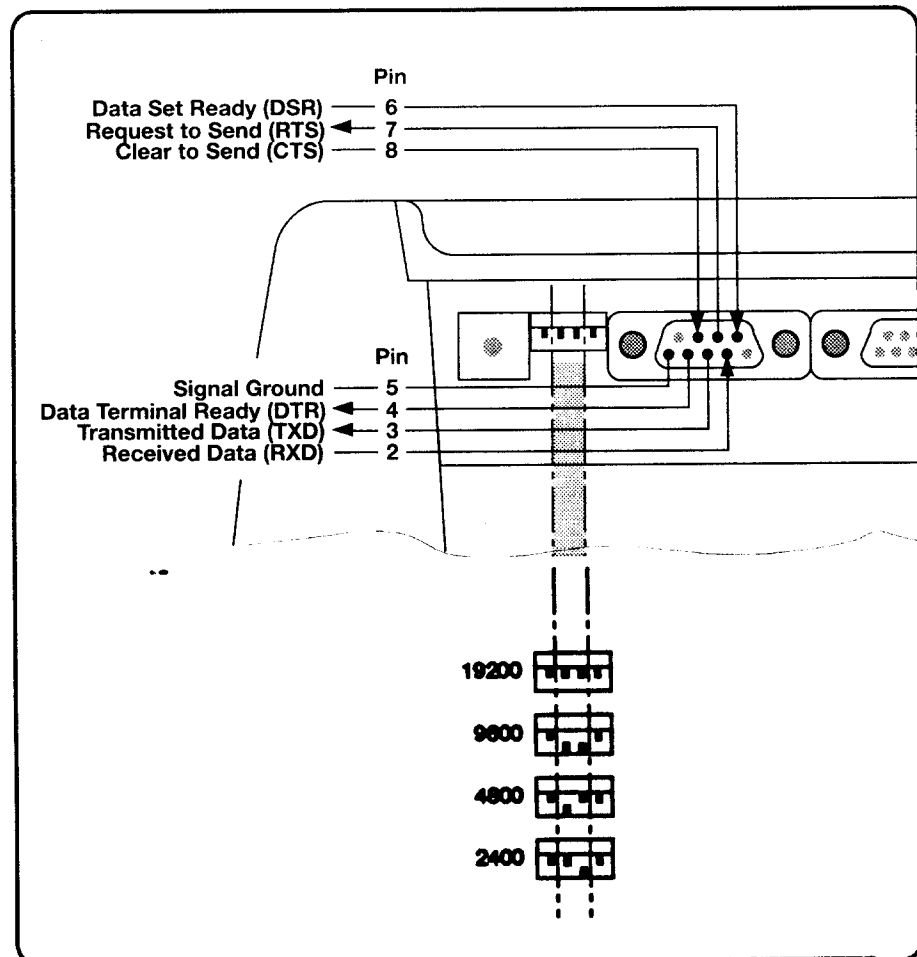 Pin
Data Set Ready (DSR) 6
Request to Send (RTS) 7
Clear to Send (CTS) 8
Pin
Signal Ground 5
Data Terminal Ready (DTR) 4
Transmitted Data (TXD) 3
Received Data (RXD) 2
19200
9600
4800
2400